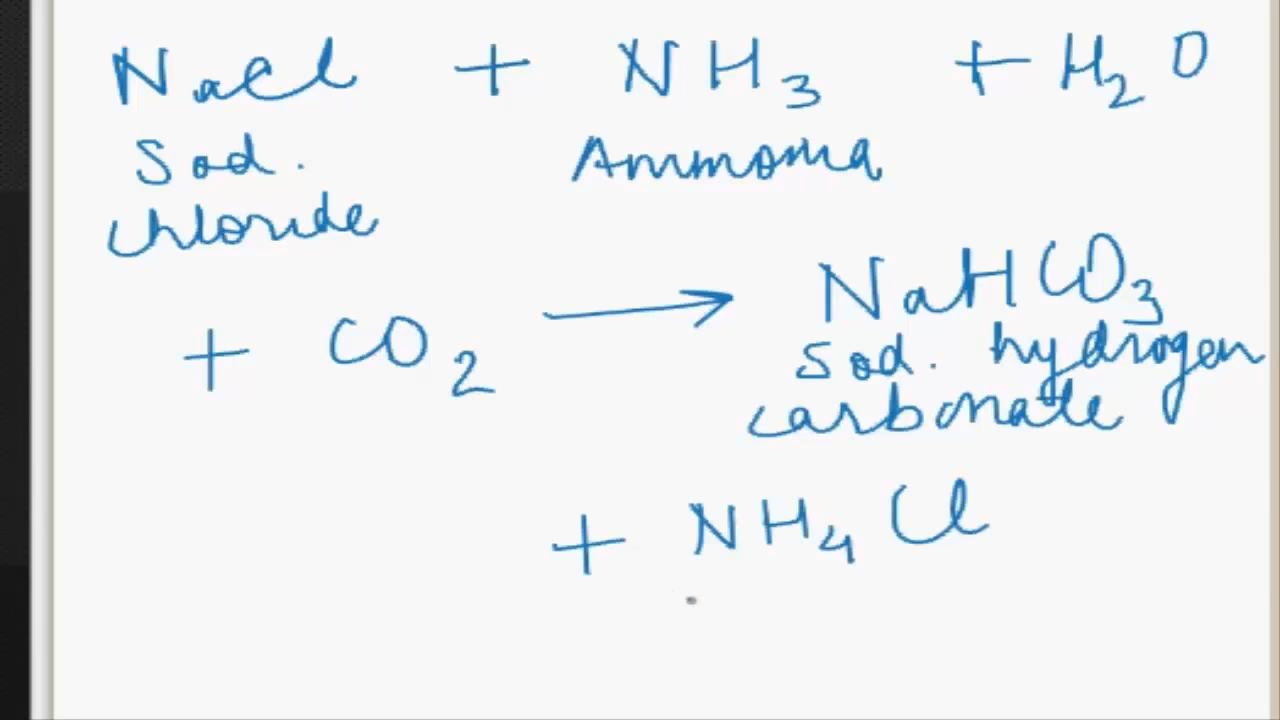 NaCl + NH3 + H2O
Sod. Ammonia
chloride
+ CO2 → NaHCO3
Sod. hydrogen
carbonate
+ NH4Cl